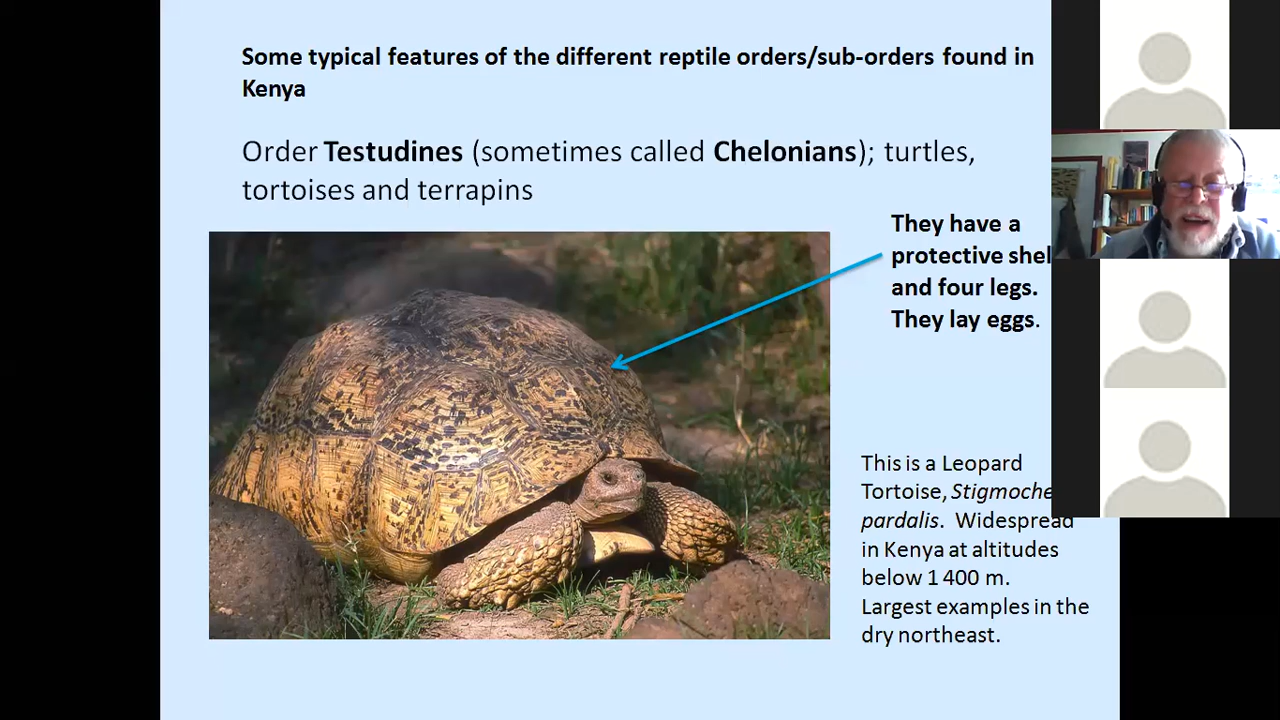 Some typical features of the different reptile orders/sub-orders found in
Kenya
Order Testudines (sometimes called Chelonians); turtles,
tortoises and terrapins
They have a
protective shel
and four legs.
They lay eggs.
This is a Leopard
Tortoise, Stigmoche
pardalis. Widespread
in Kenya at altitudes
below 1 400 m.
Largest examples in the
dry northeast.